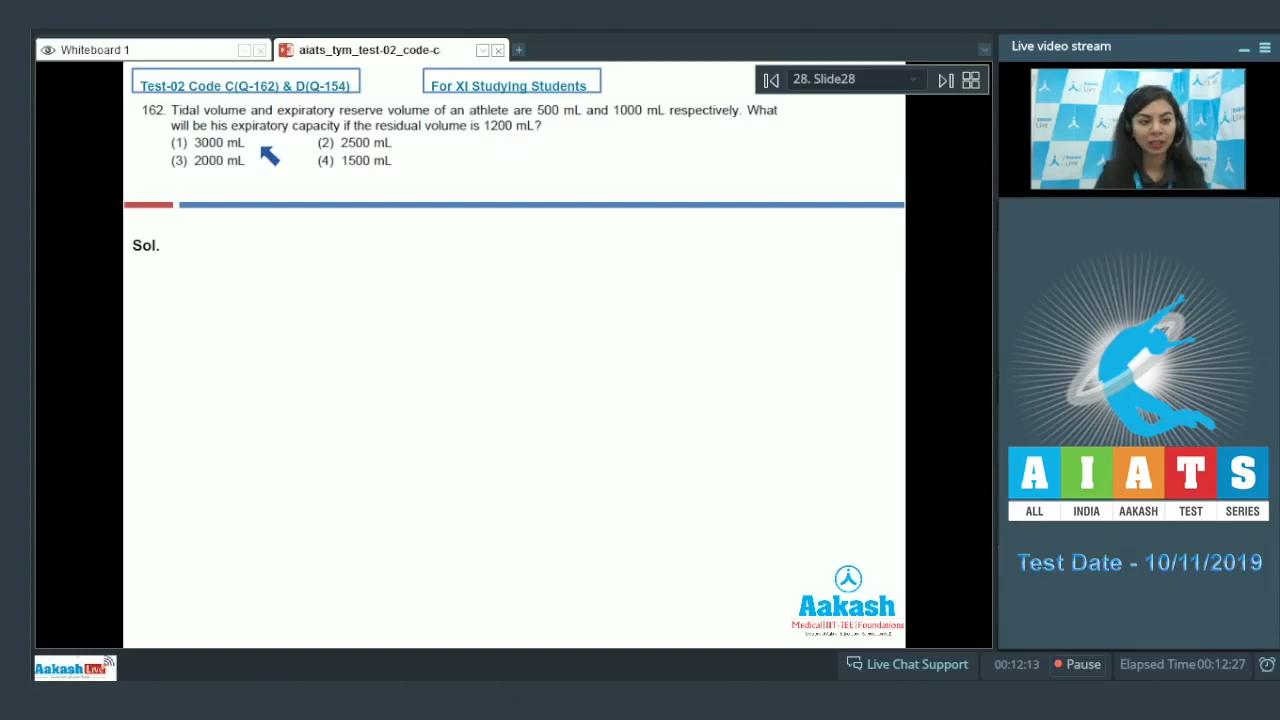 Whiteboard 1
aiats_tym_test-02_code-c
Live video stream
Test-02 Code C(Q-162) & D(Q-154)
For XI Studying Students
28. Slide28
162. Tidal volume and expiratory reserve volume of an athlete are 500 mL and 1000 mL respectively. What
will be his expiratory capacity if the residual volume is 1200 mL?
(1) 3000 mL (2) 2500 mL
(3) 2000 mL (4) 1500 mL
Sol.
A I A T S
ALL INDIA AAKASH TEST SERIES
Test Date - 10/11/2019
Aakash
Medical|IIT-JEE|Foundations
Aakash Live
Live Chat Support
00:12:13
Pause
Elapsed Time 00:12:27